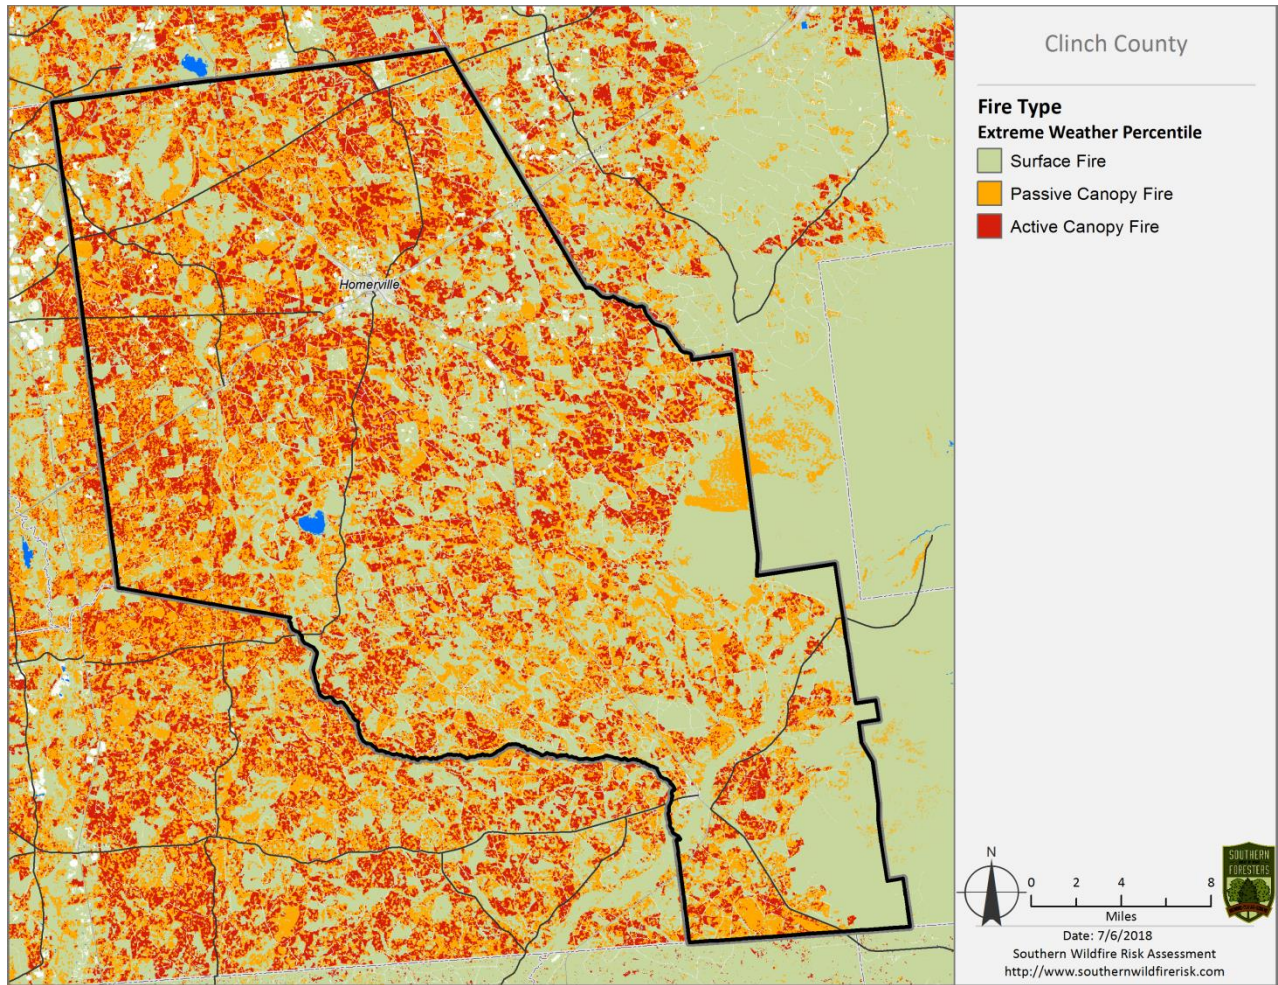 Clinch County
Fire Type
Extreme Weather Percentile
Surface Fire
Passive Canopy Fire
Active Canopy Fire
Homerville
N
0 2 4 8
Miles
Date: 7/6/2018
Southern Wildfire Risk Assessment
http://www.southernwildfirerisk.com
SOUTHERN
FORESTERS